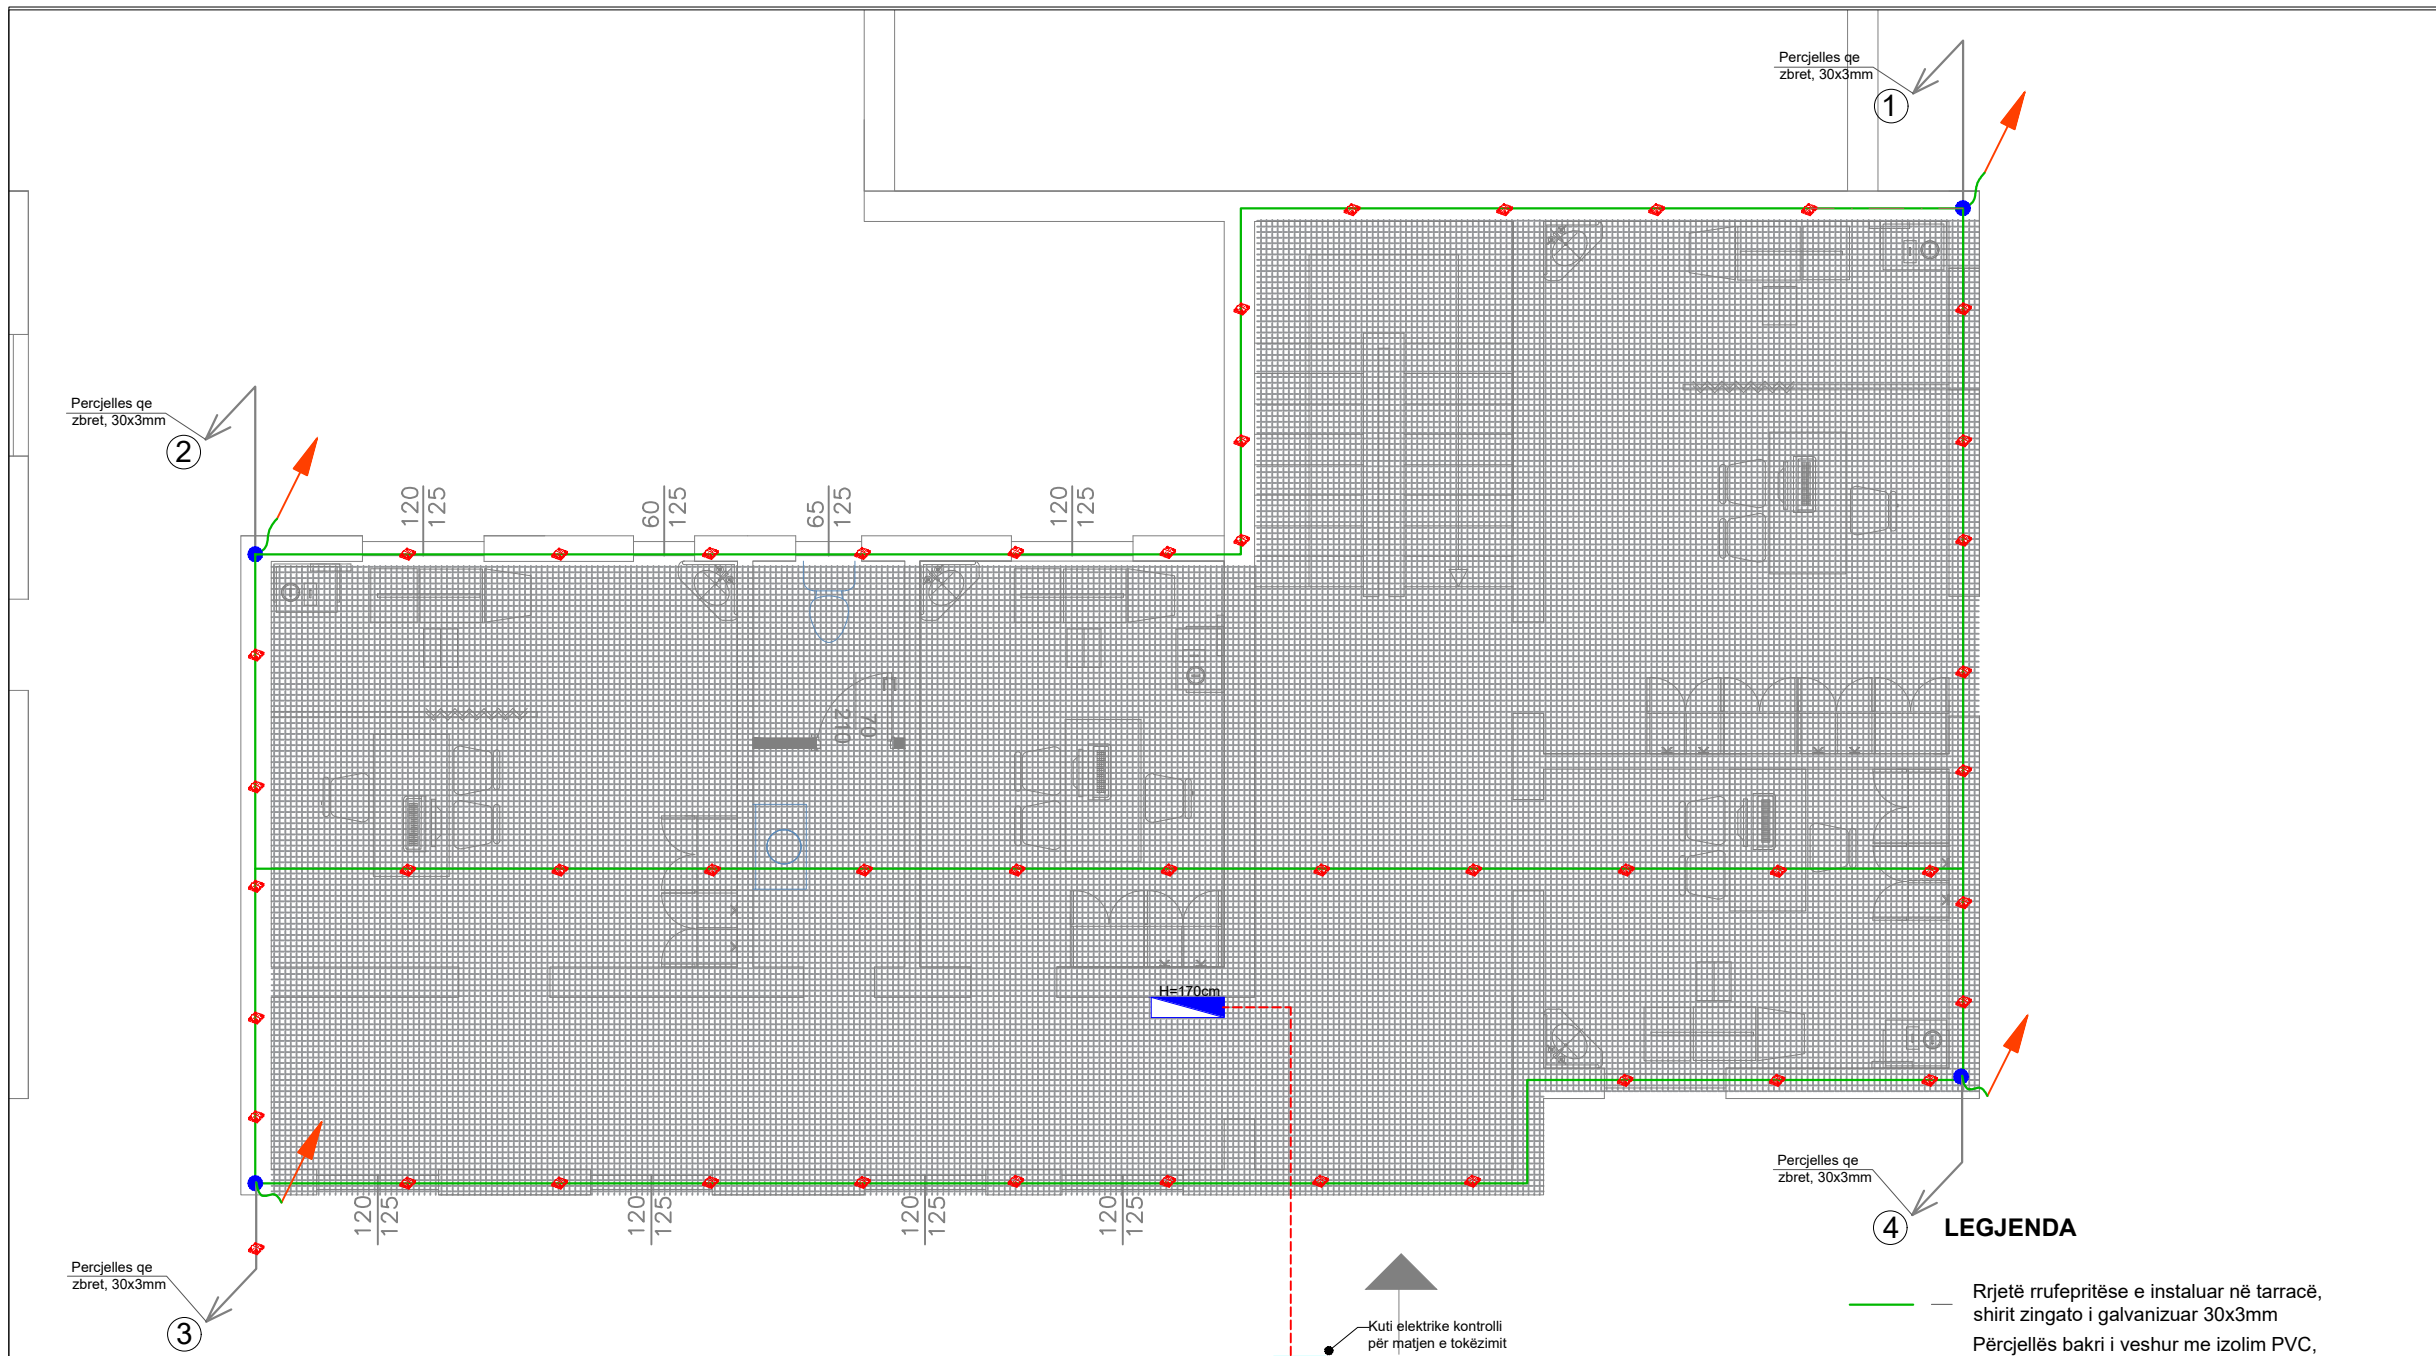 Percjelles qe
zbret, 30x3mm
1
Percjelles qe
zbret, 30x3mm
2
120
125
60
125
65
125
120
125
70
210
H=170cm
120
125
120
125
120
125
120
125
Percjelles qe
zbret, 30x3mm
3
Percjelles qe
zbret, 30x3mm
4
LEGJENDA
Rrjetë rrufepritëse e instaluar në tarracë,
shirit zingato i galvanizuar 30x3mm
Përcjellës bakri i veshur me izolim PVC,
Kuti elektrike kontrolli
për matjen e tokëzimit